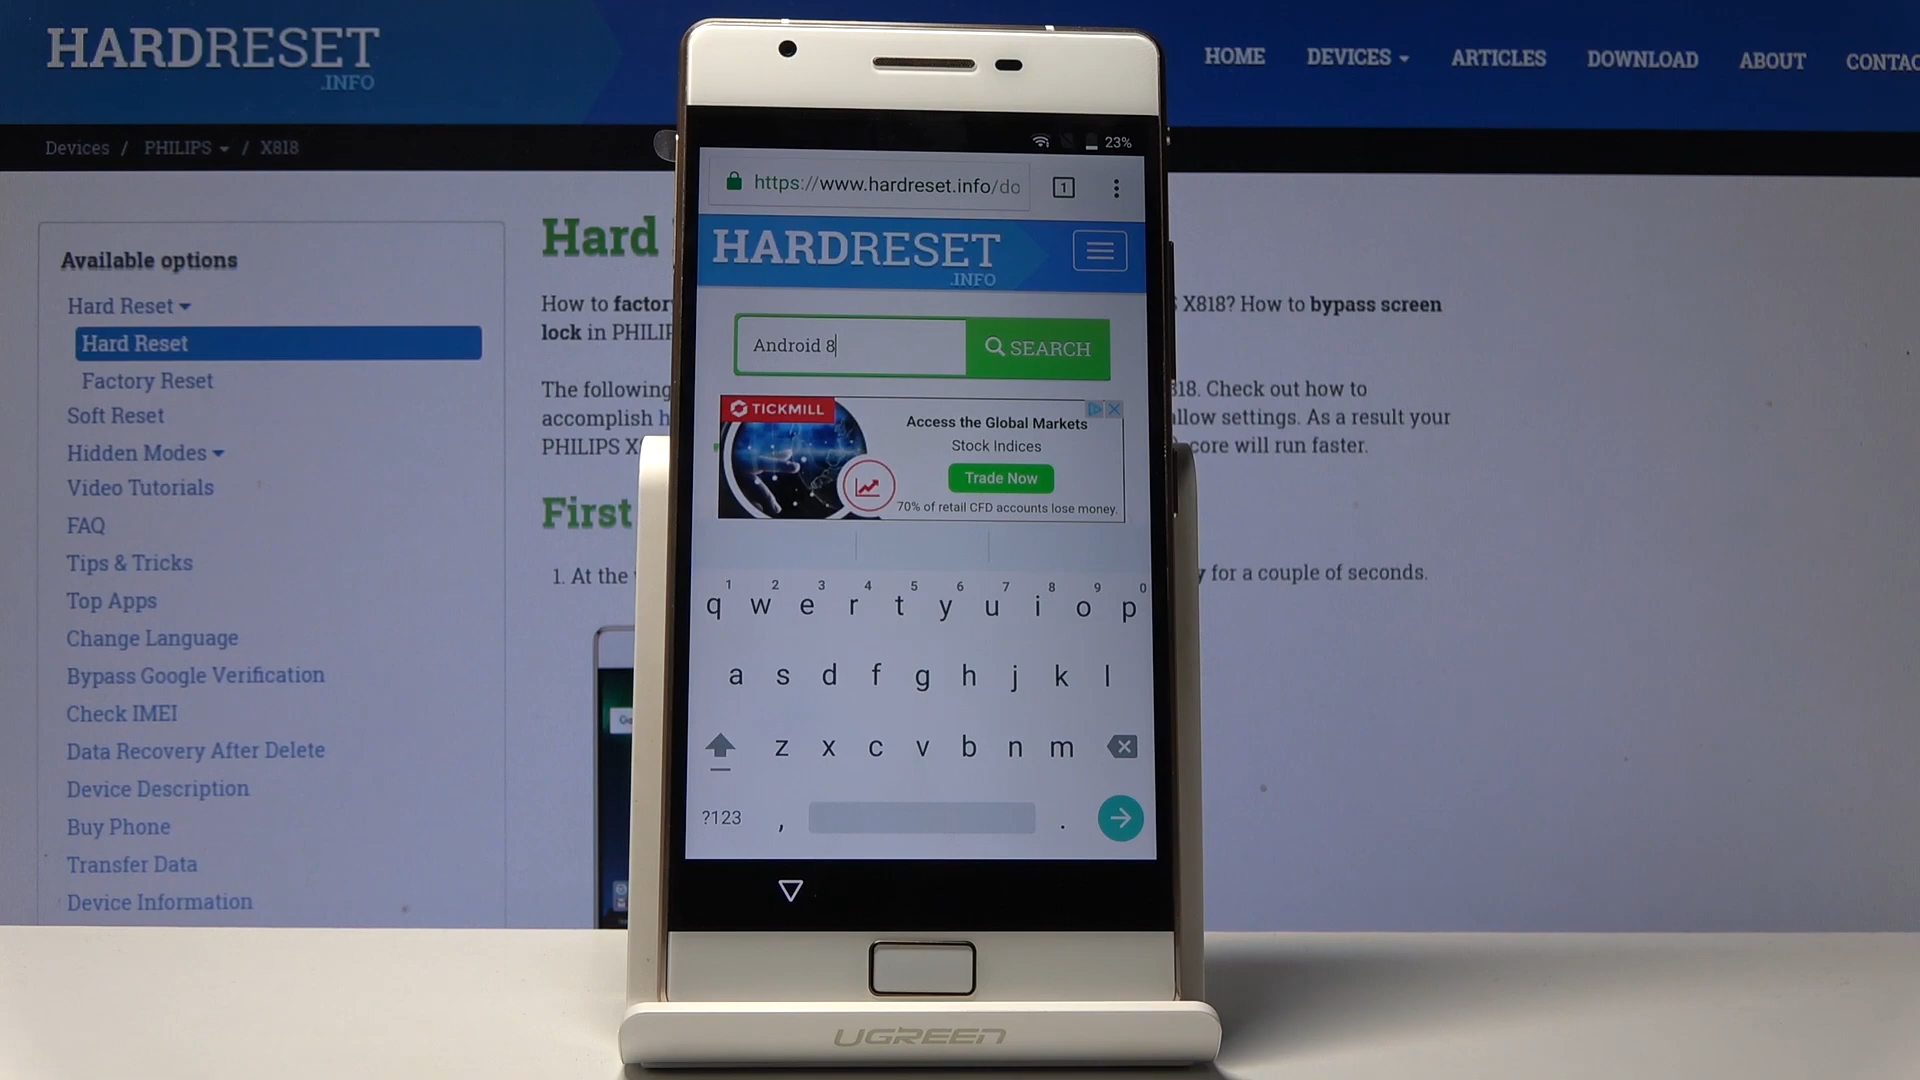 HARDRESET
.INFO
HOME DEVICES ARTICLES DOWNLOAD ABOUT
Devices / PHILIPS / X818
Available options
Hard Reset
Hard Reset
Factory Reset
Soft Reset
Hidden Modes
Video Tutorials
FAQ
Tips & Tricks
Top Apps
Change Language
Bypass Google Verification
Check IMEI
Data Recovery After Delete
Device Description
Buy Phone
Transfer Data
Device Information
Hard
How to X818? How to bypass screen
lock in
The following 818. Check out how to
accomplish settings. As a result your
PHILIPS core will run faster.
First
1. At the for a couple of seconds.
23%
https://www.hardreset.info/do
1
HARDRESET
.INFO
Android 8
SEARCH
TICKMILL
Access the Global Markets
Stock Indices
Trade Now
70% of retail CFD accounts lose money.
1 2 3 4 5 6 7 8 9 0
q w e r t y u i o p
a s d f g h j k l
z x c v b n m
?123 , .
UGREEN